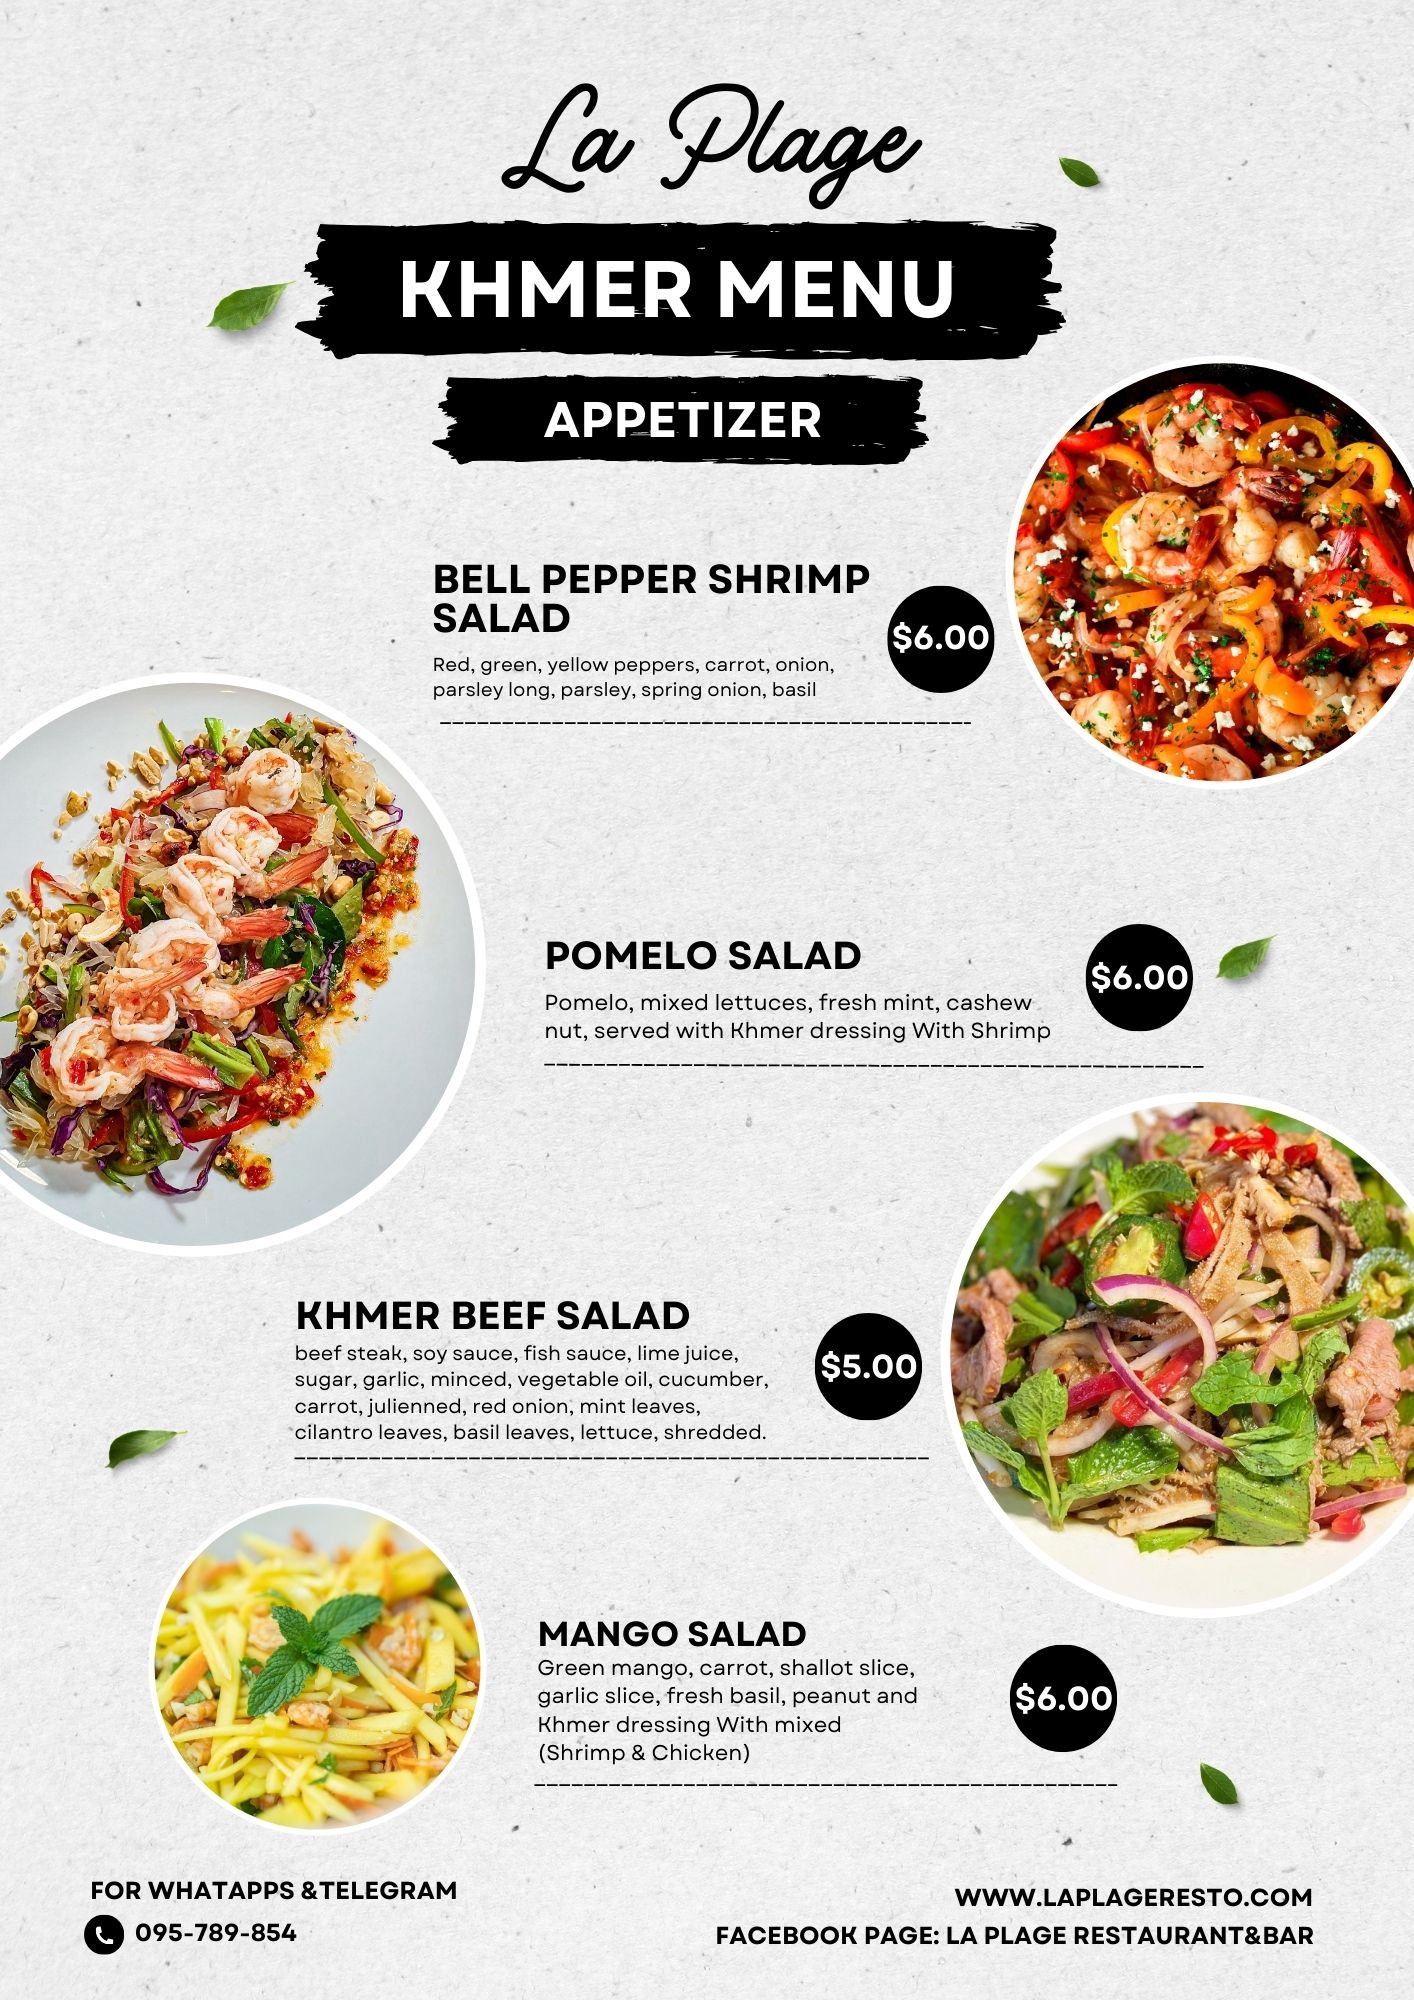 La Plage
KHMER MENU
APPETIZER
BELL PEPPER SHRIMP
SALAD
$6.00
Red, green, yellow peppers, carrot, onion,
parsley long, parsley, spring onion, basil
POMELO SALAD
$6.00
Pomelo, mixed lettuces, fresh mint, cashew
nut, served with Khmer dressing With Shrimp
KHMER BEEF SALAD
$5.00
beef steak, soy sauce, fish sauce, lime juice,
sugar, garlic, minced, vegetable oil, cucumber,
carrot, julienned, red onion, mint leaves,
cilantro leaves, basil leaves, lettuce, shredded.
MANGO SALAD
$6.00
Green mango, carrot, shallot slice,
garlic slice, fresh basil, peanut and
Khmer dressing With mixed
(Shrimp & Chicken)
FOR WHATAPPS &TELEGRAM
095-789-854
WWW.LAPLAGERESTO.COM
FACEBOOK PAGE: LA PLAGE RESTAURANT&BAR